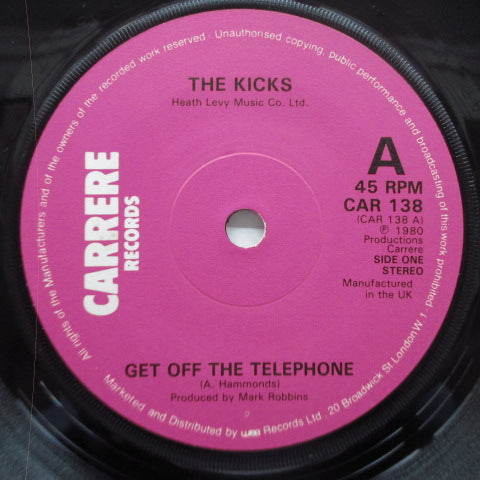 All rights of the Manufacturers and of the owners of the recorded work reserved · Unauthorised copying, public performance and broadcasting of this work prohibited.
THE KICKS
Heath Levy Music Co. Ltd.
CARRERE
RECORDS
A
45 RPM
CAR 138
(CAR 138 A)
℗ 1980
Productions
Carrere
SIDE ONE
STEREO
Manufactured
in the UK
GET OFF THE TELEPHONE
(A. Hammonds)
Produced by Mark Robbins
Marketed and Distributed by wea Records Ltd., 20 Broadwick St. London W 1